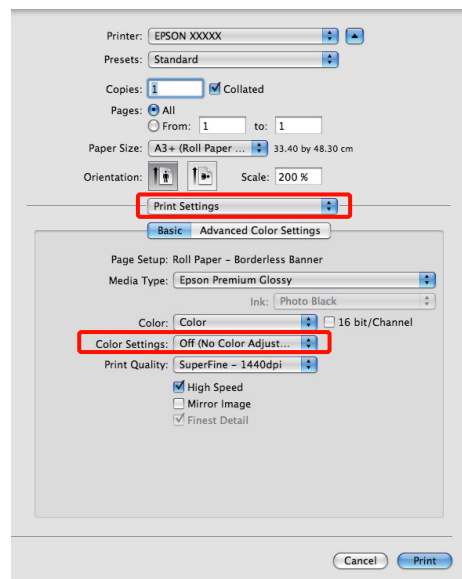 Printer: EPSON XXXXX
Presets: Standard
Copies: 1 Collated
Pages: All
From: 1 to: 1
Paper Size: A3+ (Roll Paper ... 33.40 by 48.30 cm
Orientation: Scale: 200 %
Print Settings
Basic Advanced Color Settings
Page Setup: Roll Paper - Borderless Banner
Media Type: Epson Premium Glossy
Ink: Photo Black
Color: Color 16 bit/Channel
Color Settings: Off (No Color Adjust...
Print Quality: SuperFine - 1440dpi
High Speed
Mirror Image
Finest Detail
Cancel Print